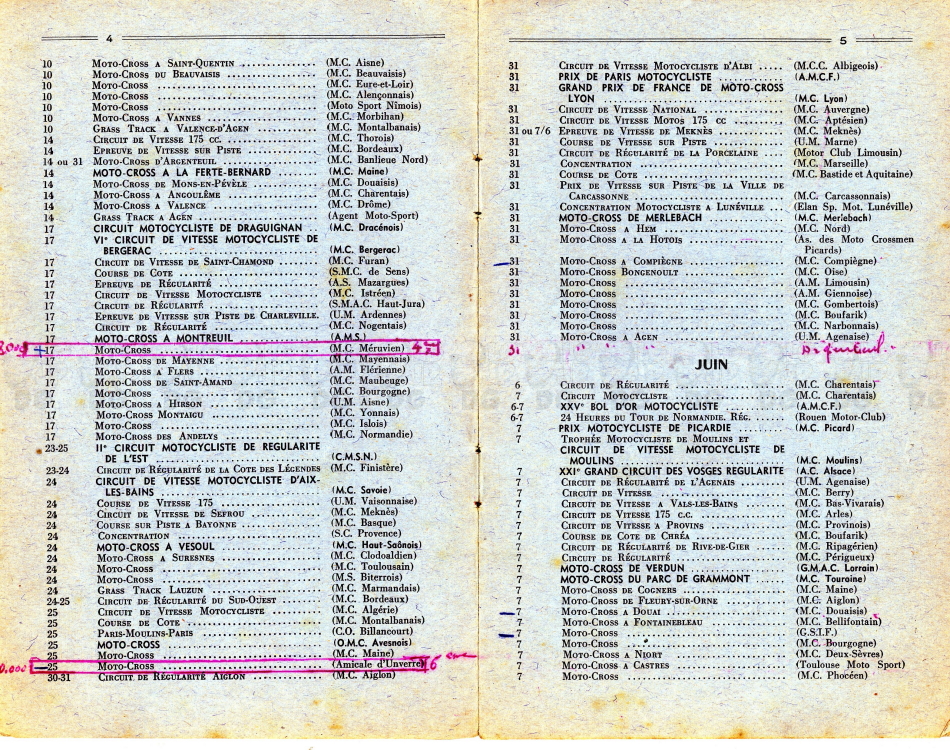 4
10 Moto-Cross a Saint-Quentin ................ (M.C. Aisne)
10 Moto-Cross du Beauvaisis ................ (M.C. Beauvaisis)
10 Moto-Cross ................ (M.C. Eure-et-Loir)
10 Moto-Cross ................ (M.C. Alençonnais)
10 Moto-Cross ................ (Moto Sport Nîmois)
10 Moto-Cross a Vannes ................ (M.C. Morbihan)
10 Grass Track a Valence-d'Agen ................ (M.C. Montalbanais)
14 Circuit de Vitesse 175 cc. ................ (M.C. Thorois)
14 Epreuve de Vitesse sur Piste ................ (M.C. Bordeaux)
14 ou 31 Moto-Cross d'Argenteuil ................ (M.C. Banlieue Nord)
14 MOTO-CROSS A LA FERTE-BERNARD ................ (M.C. Maine)
14 Moto-Cross de Mons-en-Pévèle ................ (M.C. Douaisis)
14 Moto-Cross a Angoulême ................ (M.C. Charentais)
14 Moto-Cross a Valence ................ (M.C. Drôme)
14 Grass Track a Agen ................ (Agent Moto-Sport)
17 CIRCUIT MOTOCYCLISTE DE DRAGUIGNAN .. (M.C. Dracénois)
17 VIe CIRCUIT DE VITESSE MOTOCYCLISTE DE
BERGERAC ................ (M.C. Bergerac)
17 Circuit de Vitesse de Saint-Chamond ........ (M.C. Furan)
17 Course de Cote ................ (S.M.C. de Sens)
17 Epreuve de Régularité ................ (A.S. Mazargues)
17 Circuit de Vitesse Motocycliste ................ (M.C. Istréen)
17 Circuit de Régularité ................ (S.M.A.C. Haut-Jura)
17 Epreuve de Vitesse sur Piste de Charleville. (U.M. Ardennes)
17 Circuit de Régularité ................ (M.C. Nogentais)
17 MOTO-CROSS A MONTREUIL ................ (A.M.S.)
17 Moto-Cross ................ (M.C. Méruvien)
17 Moto-Cross de Mayenne ................ (M.C. Mayennais)
17 Moto-Cross a Flers ................ (A.M. Flérienne)
17 Moto-Cross de Saint-Amand ................ (M.C. Maubeuge)
17 Moto-Cross ................ (M.C. Bourgogne)
17 Moto-Cross a Hirson ................ (U.M. Aisne)
17 Moto-Cross Montaigu ................ (M.C. Yonnais)
17 Moto-Cross ................ (M.C. Islois)
17 Moto-Cross des Andelys ................ (M.C. Normandie)
23-25 IIe CIRCUIT MOTOCYCLISTE DE REGULARITE
DE L'EST ................ (C.M.S.N.)
23-24 Circuit de Régularité de la Cote des Légendes (M.C. Finistère)
24 CIRCUIT DE VITESSE MOTOCYCLISTE D'AIX-
LES-BAINS ................ (M.C. Savoie)
24 Course de Vitesse 175 ................ (U.M. Vaisonnaise)
24 Circuit de Vitesse de Sefrou ................ (M.C. Meknès)
24 Course sur Piste a Bayonne ................ (M.C. Basque)
24 Concentration ................ (S.C. Provence)
24 MOTO-CROSS A VESOUL ................ (M.C. Haut-Saônois)
24 Moto-Cross a Suresnes ................ (M.C. Clodoaldien)
24 Moto-Cross ................ (M.C. Toulousain)
24 Moto-Cross ................ (M.S. Biterrois)
24 Grass Track Lauzun ................ (M.C. Marmandais)
24-25 Circuit de Régularité du Sud-Ouest ........ (M.C. Bordeaux)
25 Circuit de Vitesse Motocycliste ................ (M.C. Algérie)
25 Course de Cote ................ (M.C. Montalbanais)
25 Paris-Moulins-Paris ................ (C.O. Billancourt)
25 MOTO-CROSS ................ (O.M.C. Avesnois)
25 Moto-Cross ................ (M.C. Maine)
25 Moto-Cross ................ (Amicale d'Unverre) 6 eme
30-31 Circuit de Régularité Aiglon ................ (M.C. Aiglon)
5
31 Circuit de Vitesse Motocycliste d'Albi ..... (M.C.C. Albigeois)
31 PRIX DE PARIS MOTOCYCLISTE ................ (A.M.C.F.)
31 GRAND PRIX DE FRANCE DE MOTO-CROSS
LYON ................ (M.C. Lyon)
31 Circuit de Vitesse National ................ (M.C. Auvergne)
31 Circuit de Vitesse Motos 175 cc ........ (M.C. Aptésien)
31 ou 7/6 Epreuve de Vitesse de Meknès ................ (M.C. Meknès)
31 Course de Vitesse sur Piste ................ (U.M. Marne)
31 Circuit de Régularité de la Porcelaine .... (Motor Club Limousin)
31 Concentration ................ (M.C. Marseille)
31 Course de Cote ................ (M.C. Bastide et Aquitaine)
31 Prix de Vitesse sur Piste de la Ville de
Carcassonne ................ (M.C. Carcassonnais)
31 Concentration Motocycliste a Lunéville .. (Elan Sp. Mot. Lunéville)
31 MOTO-CROSS DE MERLEBACH ................ (M.C. Merlebach)
31 Moto-Cross a Hem ................ (M.C. Nord)
31 Moto-Cross a la Hotois ................ (As. des Moto Crossmen
Picards)
31 Moto-Cross a Compiègne ................ (M.C. Compiègne)
31 Moto-Cross Bongenoult ................ (M.C. Oise)
31 Moto-Cross ................ (A.M. Limousin)
31 Moto-Cross ................ (A.M. Giennoise)
31 Moto-Cross ................ (M.C. Gombertois)
31 Moto-Cross ................ (M.C. Boufarik)
31 Moto-Cross ................ (M.C. Narbonnais)
31 Moto-Cross a Agen ................ (U.M. Agenaise)
31 " " " " Argenteuil
JUIN
6 Circuit de Régularité ................ (M.C. Charentais)
7 Circuit Motocycliste ................ (M.C. Charentais)
6-7 XXVe BOL D'OR MOTOCYCLISTE ................ (A.M.C.F.)
6-7 24 Heures du Tour de Normandie. Rég. .. (Rouen Motor-Club)
7 PRIX MOTOCYCLISTE DE PICARDIE ........ (M.C. Picard)
7 Trophée Motocycliste de Moulins et
CIRCUIT DE VITESSE MOTOCYCLISTE DE
MOULINS ................ (M.C. Moulins)
7 XXIe GRAND CIRCUIT DES VOSGES REGULARITE (A.C. Alsace)
7 Circuit de Régularité de l'Agenais ........ (U.M. Agenaise)
7 Circuit de Vitesse ................ (M.C. Berry)
7 Circuit de Vitesse a Vals-les-Bains ........ (M.C. Bas-Vivarais)
7 Circuit de Vitesse 175 c.c. ................ (M.C. Arles)
7 Circuit de Vitesse a Provins ................ (M.C. Provinois)
7 Course de Cote de Chréa ................ (M.C. Boufarik)
7 Circuit de Régularité de Rive-de-Gier ...... (M.C. Ripagérien)
7 Circuit de Régularité ................ (M.C. Périgueux)
7 MOTO-CROSS DE VERDUN ................ (G.M.A.C. Lorrain)
7 MOTO-CROSS DU PARC DE GRAMMONT ...... (M.C. Touraine)
7 Moto-Cross de Cogners ................ (M.C. Maine)
7 Moto-Cross de Fleury-sur-Orne ........ (M.C. Aiglon)
7 Moto-Cross a Douai ................ (M.C. Douaisis)
7 Moto-Cross a Fontainebleau ................ (M.C. Bellifontain)
7 Moto-Cross ................ (G.S.I.F.)
7 Moto-Cross ................ (M.C. Bourgogne)
7 Moto-Cross a Niort ................ (M.C. Deux-Sèvres)
7 Moto-Cross a Castres ................ (Toulouse Moto Sport)
7 Moto-Cross ................ (M.C. Phocéen)